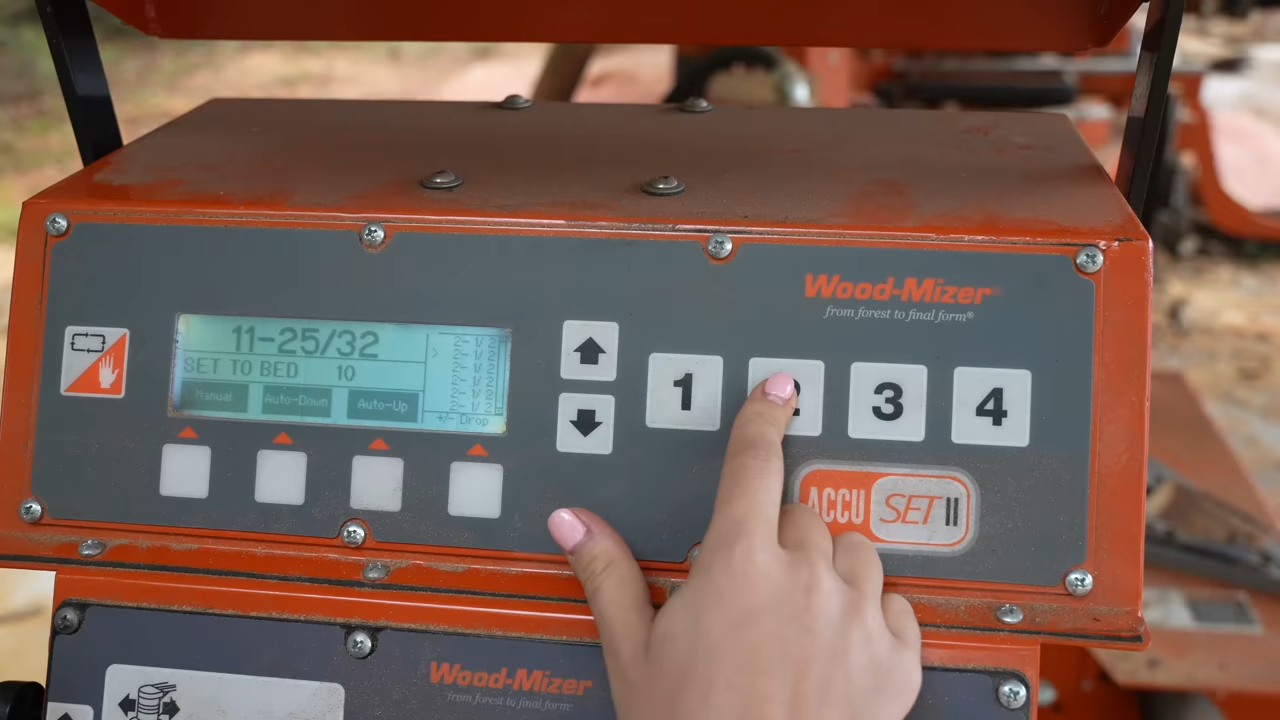 Wood-Mizer®
from forest to final form®
11-25/32
SET TO BED 10
Manual Auto-Down Auto-Up
2- 1/ 2
2- 1/ 2
2- 1/ 2
2- 1/ 2
2- 1/ 2
2- 1/ 2
+/- Drop
1 2 3 4
ACCU SET II
Wood-Mizer®
from forest to final form®